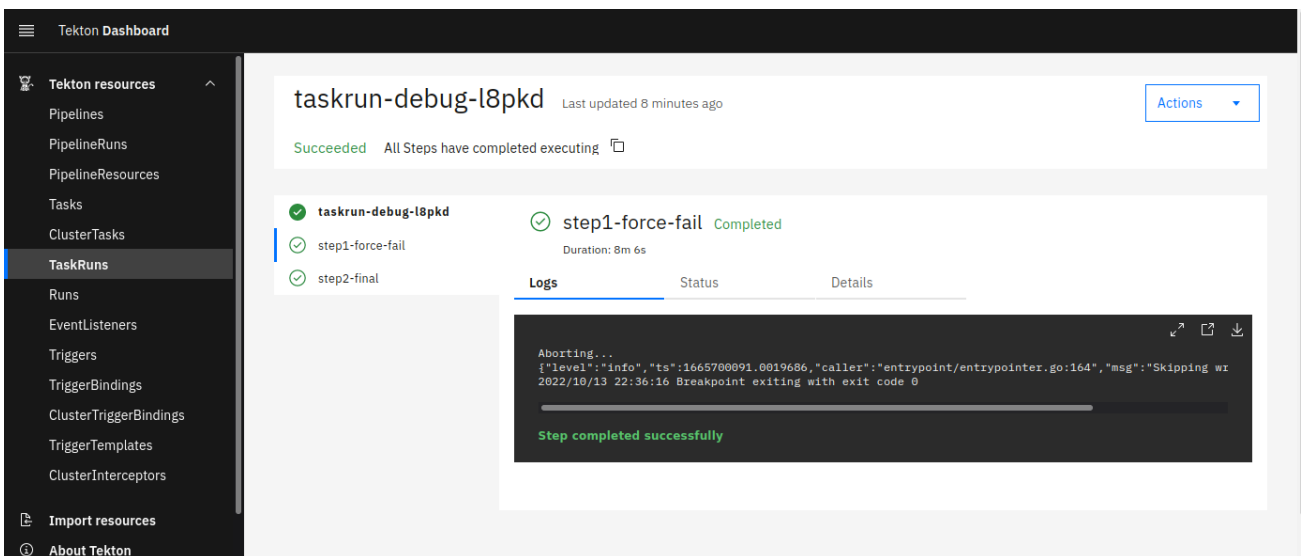 Tekton Dashboard
Tekton resources
Pipelines
PipelineRuns
PipelineResources
Tasks
ClusterTasks
TaskRuns
Runs
EventListeners
Triggers
TriggerBindings
ClusterTriggerBindings
TriggerTemplates
ClusterInterceptors
Import resources
About Tekton
taskrun-debug-l8pkd Last updated 8 minutes ago
Actions
Succeeded All Steps have completed executing
taskrun-debug-l8pkd
step1-force-fail
step2-final
step1-force-fail Completed
Duration: 8m 6s
Logs Status Details
Aborting...
{"level":"info","ts":1665700091.0019686,"caller":"entrypoint/entrypointer.go:164","msg":"Skipping wr
2022/10/13 22:36:16 Breakpoint exiting with exit code 0
Step completed successfully